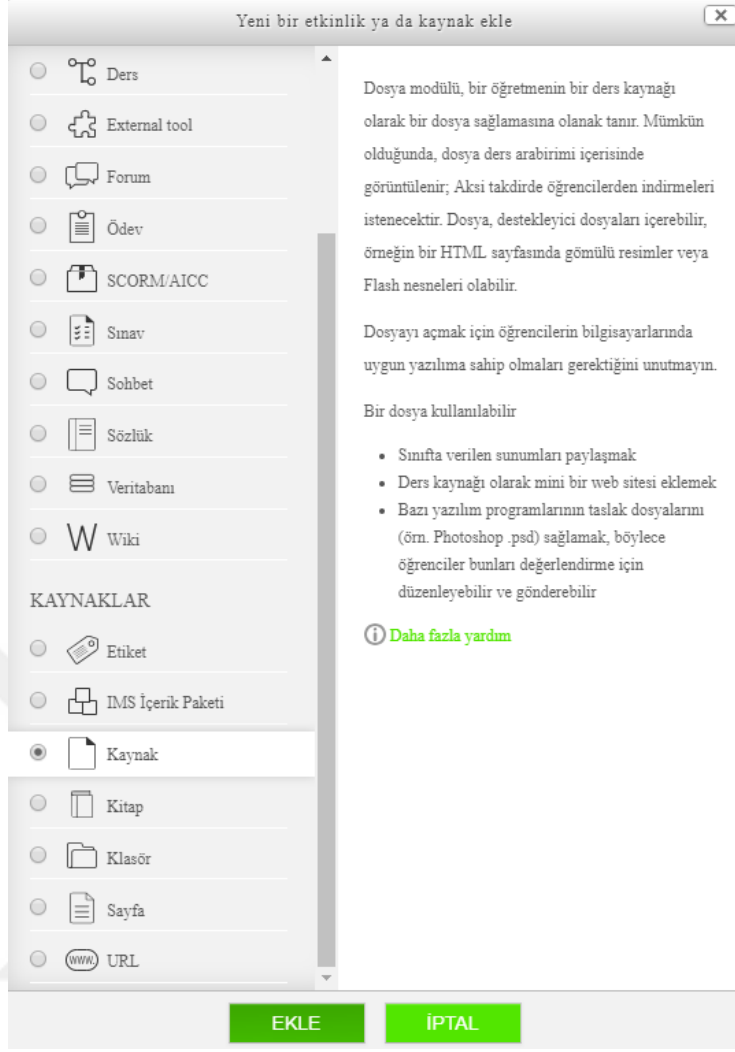 Yeni bir etkinlik ya da kaynak ekle
Ders
External tool
Forum
Ödev
SCORM/AICC
Sınav
Sohbet
Sözlük
Veritabanı
W Wiki
KAYNAKLAR
Etiket
IMS İçerik Paketi
Kaynak
Kitap
Klasör
Sayfa
www. URL
Dosya modülü, bir öğretmenin bir ders kaynağı
olarak bir dosya sağlamasına olanak tanır. Mümkün
olduğunda, dosya ders arabirimi içerisinde
görüntülenir; Aksi takdirde öğrencilerden indirmeleri
istenecektir. Dosya, destekleyici dosyaları içerebilir,
örneğin bir HTML sayfasında gömülü resimler veya
Flash nesneleri olabilir.
Dosyayı açmak için öğrencilerin bilgisayarlarında
uygun yazılıma sahip olmaları gerektiğini unutmayın.
Bir dosya kullanılabilir
• Sınıfta verilen sunumları paylaşmak
• Ders kaynağı olarak mini bir web sitesi eklemek
• Bazı yazılım programlarının taslak dosyalarını
(örn. Photoshop .psd) sağlamak, böylece
öğrenciler bunları değerlendirme için
düzenleyebilir ve gönderebilir
Daha fazla yardım
EKLE
İPTAL